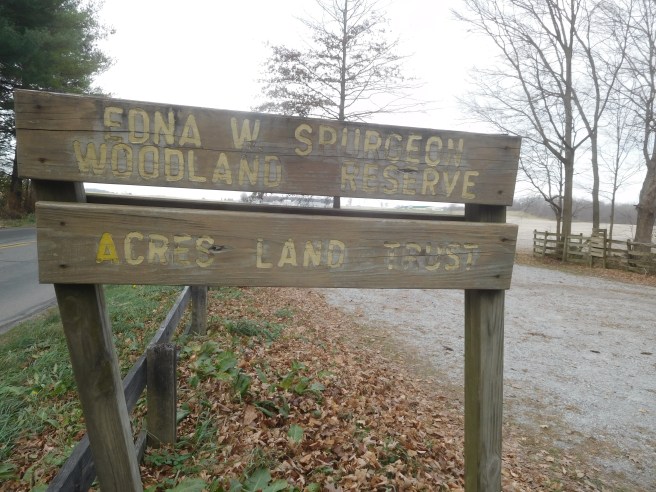 EDNA W SPURGEON
WOODLAND RESERVE
ACRES LAND TRUST